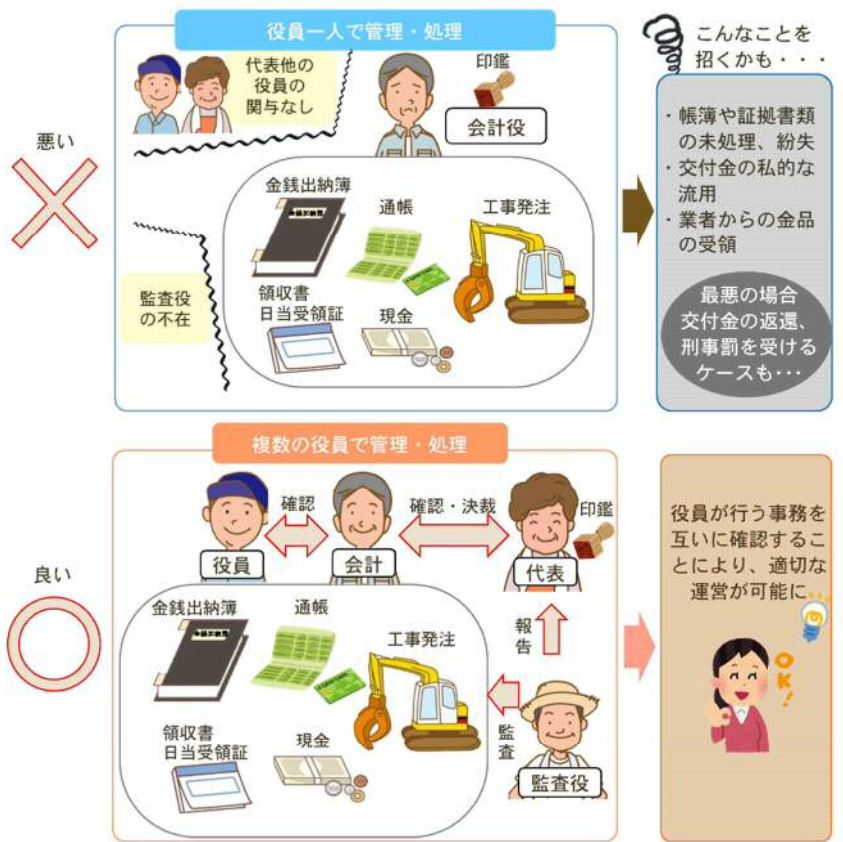 役員一人で管理・処理
代表他の
役員の
関与なし
印鑑
会計役
悪い
金銭出納簿
通帳
工事発注
監査役
の不在
領収書
日当受領証
現金
こんなことを
招くかも・・・
・帳簿や証拠書類
の未処理、紛失
・交付金の私的な
流用
・業者からの金品
の受領
最悪の場合
交付金の返還、
刑事罰を受ける
ケースも・・・
複数の役員で管理・処理
確認
確認・決裁
印鑑
役員
会計
代表
良い
金銭出納簿
通帳
工事発注
報告
領収書
日当受領証
現金
監査
監査役
役員が行う事務を
互いに確認するこ
とにより、適切な
運営が可能に
OK!